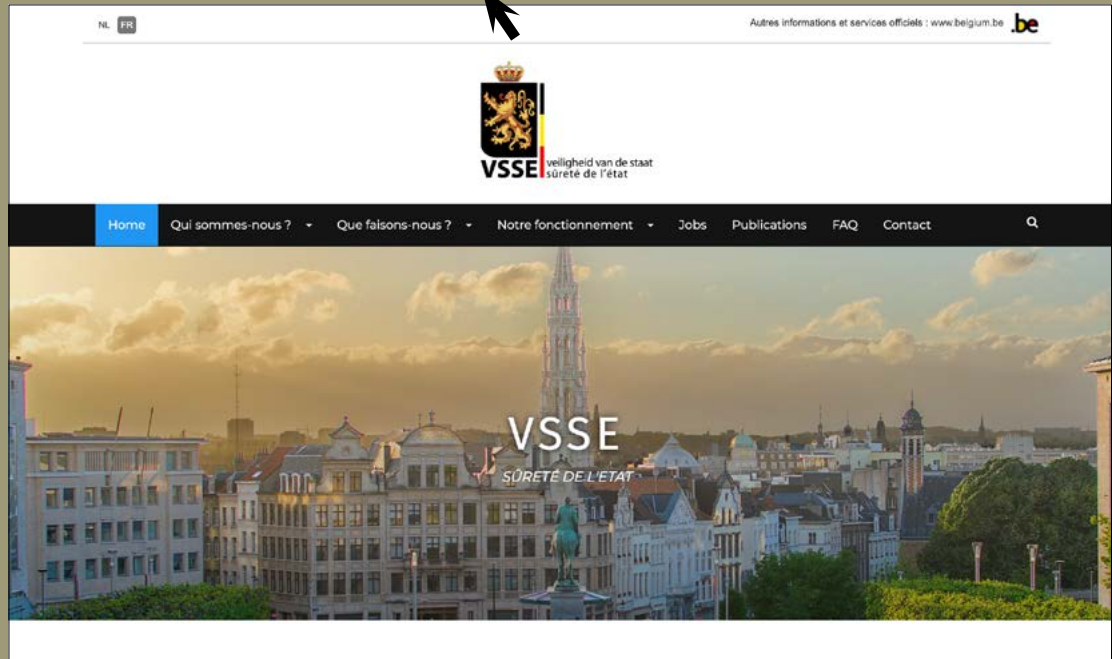 NL FR
Autres informations et services officiels : www.belgium.be .be
VSSE
veiligheid van de staat
sûreté de l'état
Home Qui sommes-nous ? Que faisons-nous ? Notre fonctionnement Jobs Publications FAQ Contact
VSSE
SÛRETÉ DE L'ETAT